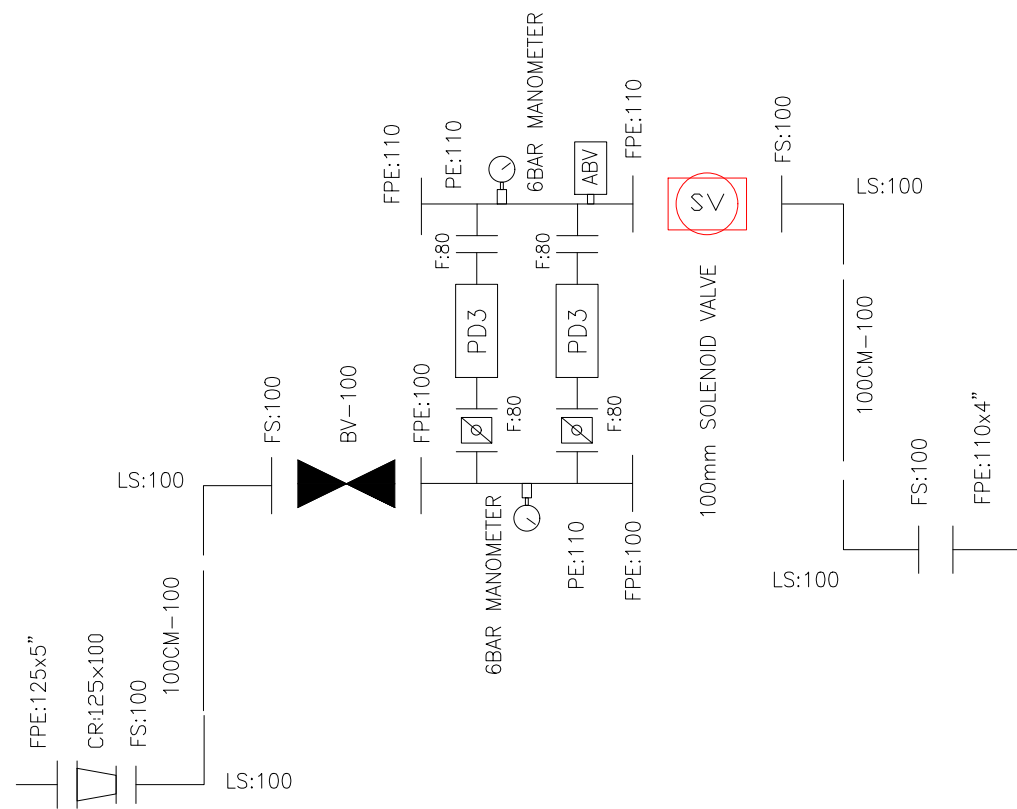 FPE:125x5"
CR:125x100
FS:100
LS:100
100CM-100
LS:100
FS:100
BV-100
FPE:100
6BAR MANOMETER
PE:110
FPE:100
F:80
F:80
PD3
PD3
F:80
F:80
FPE:110
PE:110
6BAR MANOMETER
ABV
FPE:110
SV
100mm SOLENOID VALVE
FS:100
LS:100
100CM-100
LS:100
FS:100
FPE:110x4"